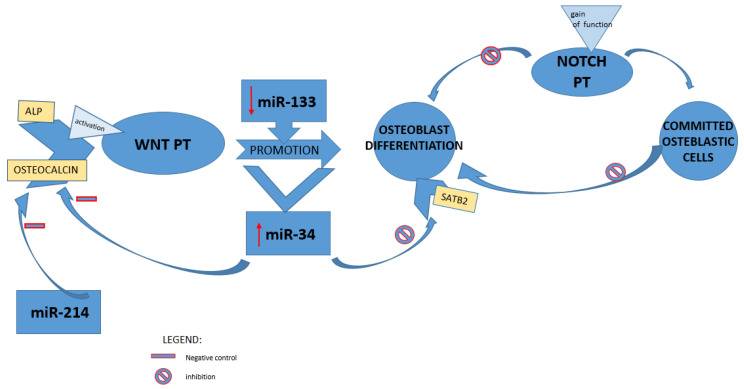 gain
of function
NOTCH
PT
ALP
activation
miR-133
OSTEOBLAST
DIFFERENTIATION
COMMITTED
OSTEBLASTIC
CELLS
WNT PT
PROMOTION
OSTEOCALCIN
SATB2
miR-34
miR-214
LEGEND:
Negative control
inhibition